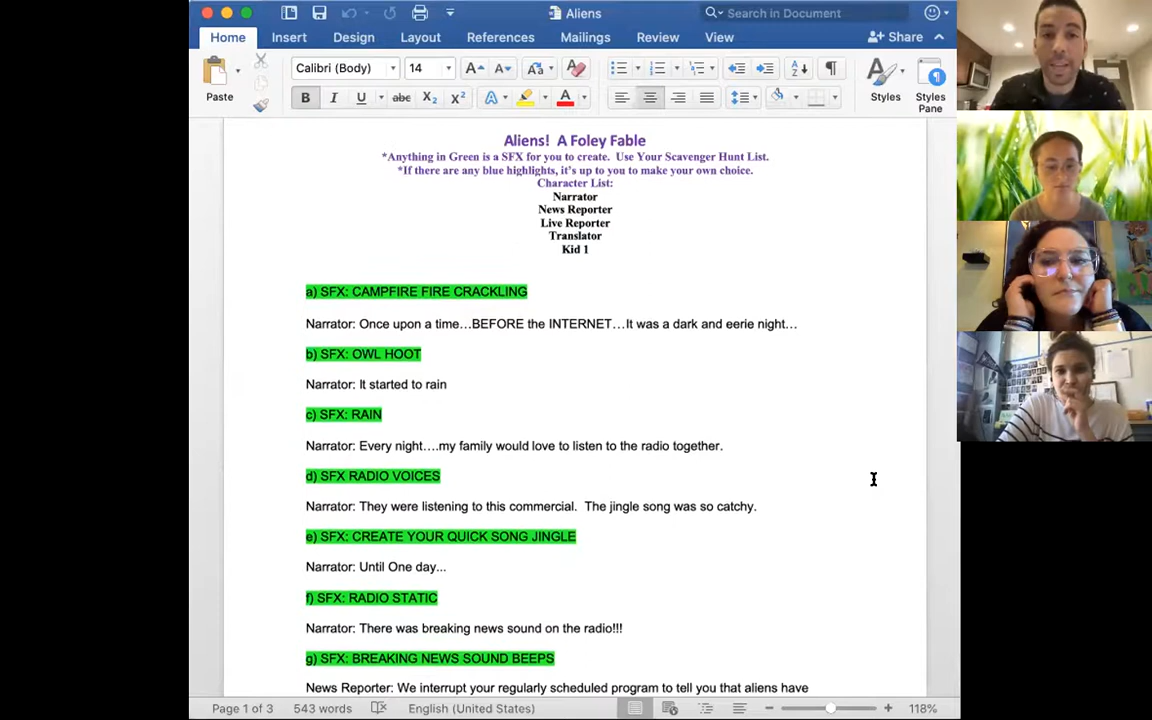 Aliens
Search in Document
Home
Insert
Design
Layout
References
Mailings
Review
View
Share
Paste
Calibri (Body)
14
Styles
Styles Pane
Aliens! A Foley Fable
*Anything in Green is a SFX for you to create. Use Your Scavenger Hunt List.
*If there are any blue highlights, it's up to you to make your own choice.
Character List:
Narrator
News Reporter
Live Reporter
Translator
Kid 1
a) SFX: CAMPFIRE FIRE CRACKLING
Narrator: Once upon a time…BEFORE the INTERNET…It was a dark and eerie night…
b) SFX: OWL HOOT
Narrator: It started to rain
c) SFX: RAIN
Narrator: Every night….my family would love to listen to the radio together.
d) SFX RADIO VOICES
Narrator: They were listening to this commercial. The jingle song was so catchy.
e) SFX: CREATE YOUR QUICK SONG JINGLE
Narrator: Until One day...
f) SFX: RADIO STATIC
Narrator: There was breaking news sound on the radio!!!
g) SFX: BREAKING NEWS SOUND BEEPS
News Reporter: We interrupt your regularly scheduled program to tell you that aliens have
Page 1 of 3
543 words
English (United States)
118%